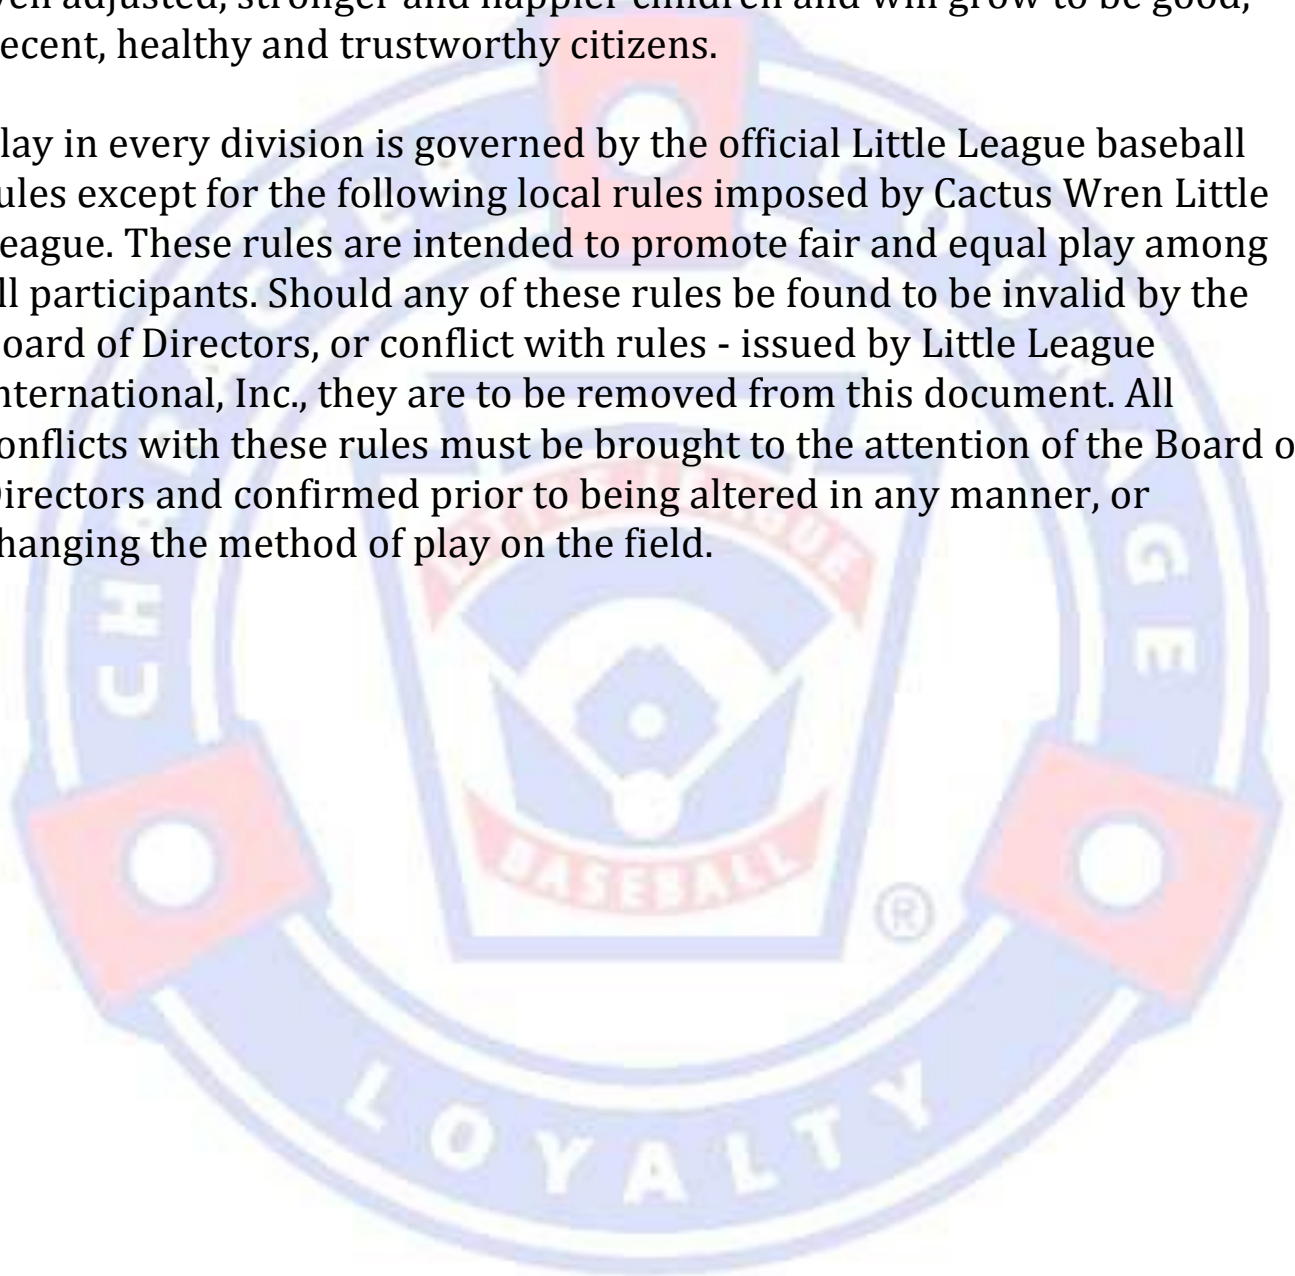 adjusted, stronger and happier children and will grow to be good,
ecent, healthy and trustworthy citizens.
lay in every division is governed by the official Little League baseball
ules except for the following local rules imposed by Cactus Wren Little
eague. These rules are intended to promote fair and equal play among
ll participants. Should any of these rules be found to be invalid by the
oard of Directors, or conflict with rules - issued by Little League
nternational, Inc., they are to be removed from this document. All
onflicts with these rules must be brought to the attention of the Board o
irectors and confirmed prior to being altered in any manner, or
hanging the method of play on the field.
CHARACTER
COURAGE
LITTLE LEAGUE
BASEBALL
®
LOYALTY